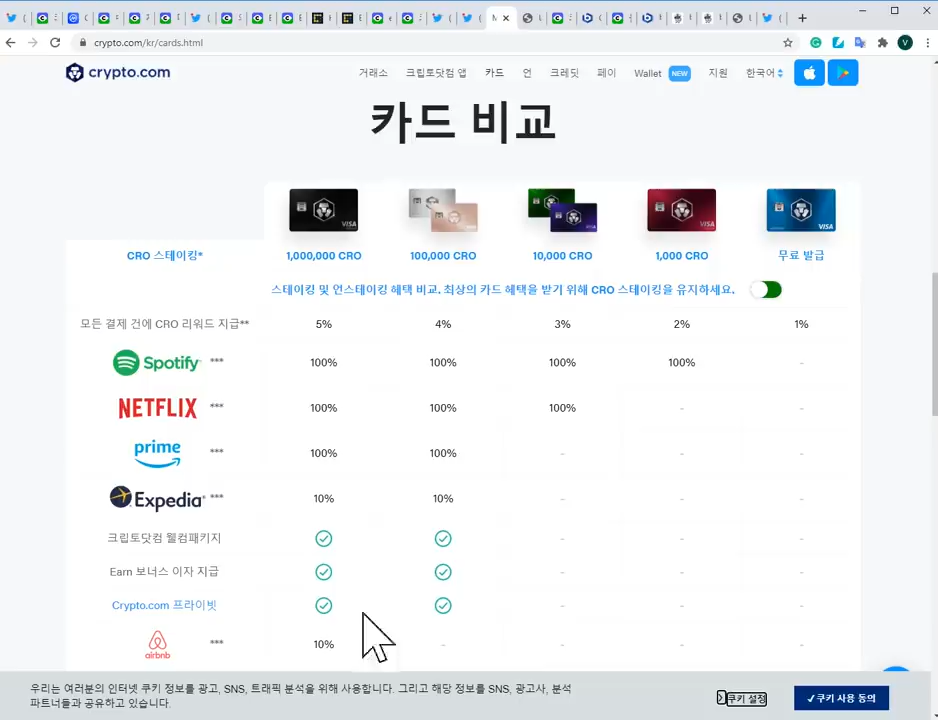 crypto.com/kr/cards.html
crypto.com 거래소 크립토닷컴 앱 카드 언 크레딧 페이 Wallet NEW 지원 한국어
카드 비교
VISA VISA VISA VISA VISA
CRO 스테이킹* 1,000,000 CRO 100,000 CRO 10,000 CRO 1,000 CRO 무료 발급
스테이킹 및 언스테이킹 혜택 비교. 최상의 카드 혜택을 받기 위해 CRO 스테이킹을 유지하세요.
모든 결제 건에 CRO 리워드 지급** 5% 4% 3% 2% 1%
Spotify *** 100% 100% 100% 100% -
NETFLIX *** 100% 100% 100% - -
prime *** 100% 100% - - -
Expedia *** 10% 10% - - -
크립토닷컴 웰컴패키지 - - -
Earn 보너스 이자 지급 - - -
Crypto.com 프라이빗 - - -
airbnb *** 10% - - - -
우리는 여러분의 인터넷 쿠키 정보를 광고, SNS, 트래픽 분석을 위해 사용합니다. 그리고 해당 정보를 SNS, 광고사, 분석
파트너들과 공유하고 있습니다.
쿠키 설정
✓쿠키 사용 동의